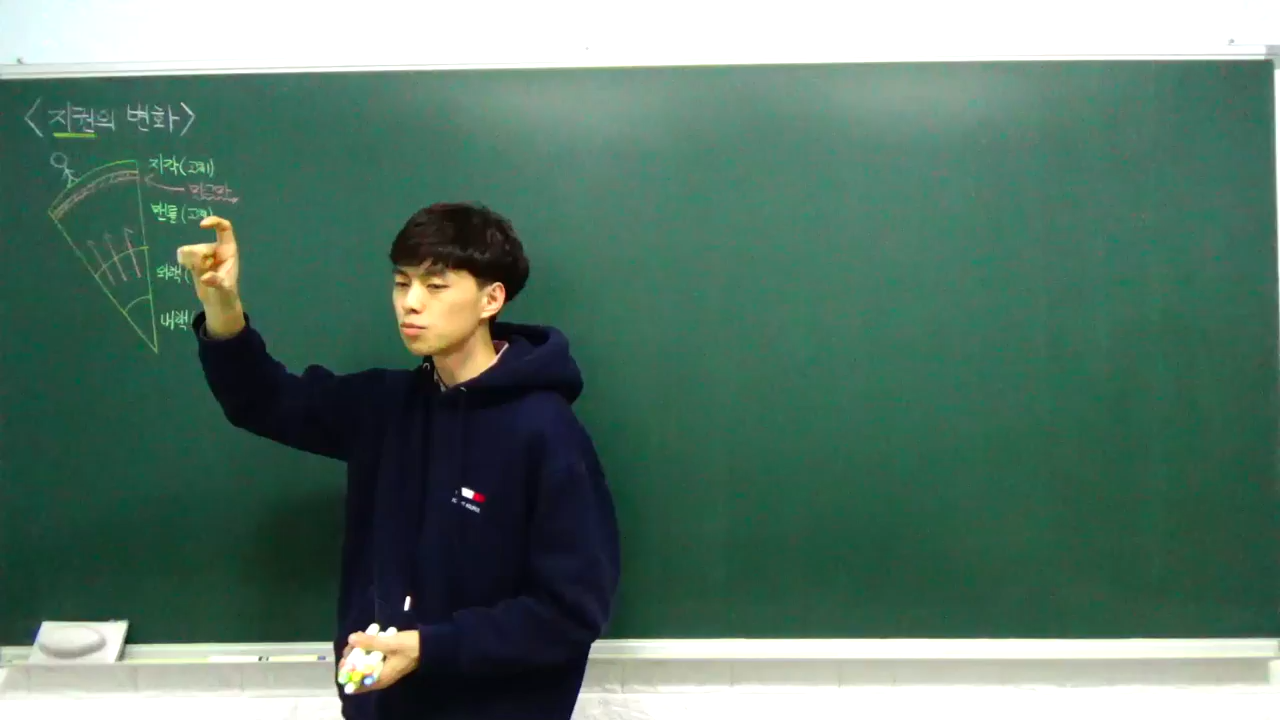 < 지권의 변화 >
지각 (고체)
맨틀 (고체)
외핵 (
내핵 (